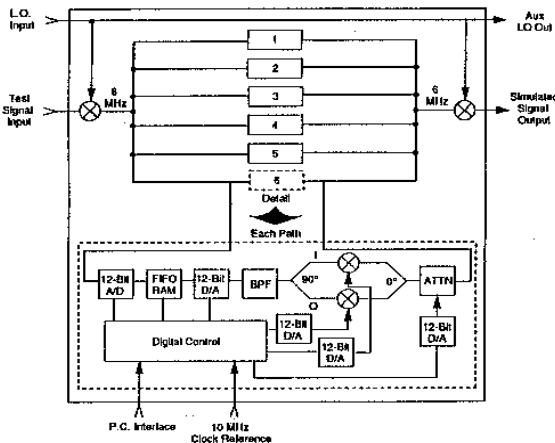 L.O.
Input
Aux
LO Out
1
2
3
4
5
6
Detail
Each Path
Test
Signal
Input
6
MHz
6
MHz
Simulated
Signal
Output
12-Bit
A/D
FIFO
RAM
12-Bit
D/A
BPF
90°
I
Q
0°
ATTN
12-Bit
D/A
12-Bit
D/A
12-Bit
D/A
Digital Control
P.C. Interface
10 MHz
Clock Reference